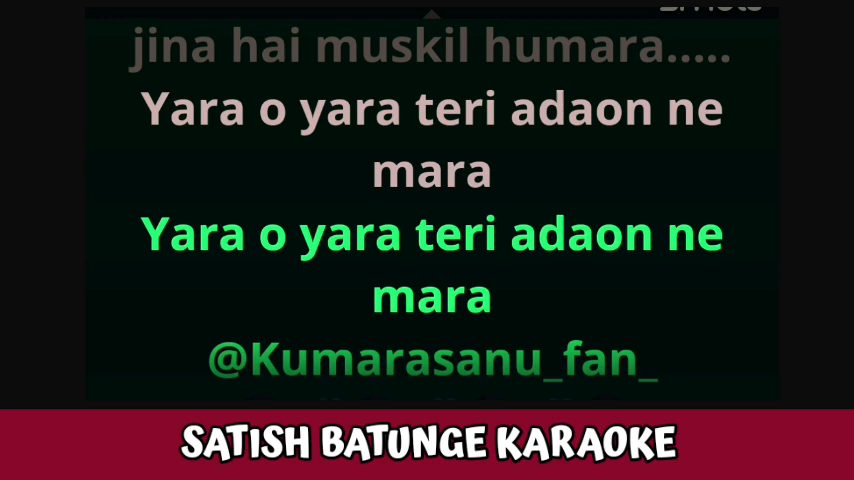 jina hai muskil humara.....
Yara o yara teri adaon ne
mara
Yara o yara teri adaon ne
mara
@Kumarasanu_fan_
SATISH BATUNGE KARAOKE